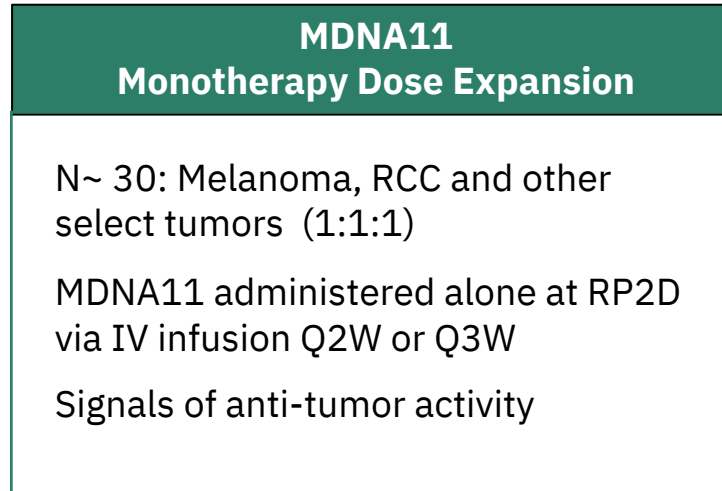 MDNA11
Monotherapy Dose Expansion
N~ 30: Melanoma, RCC and other
select tumors (1:1:1)
MDNA11 administered alone at RP2D
via IV infusion Q2W or Q3W
Signals of anti-tumor activity